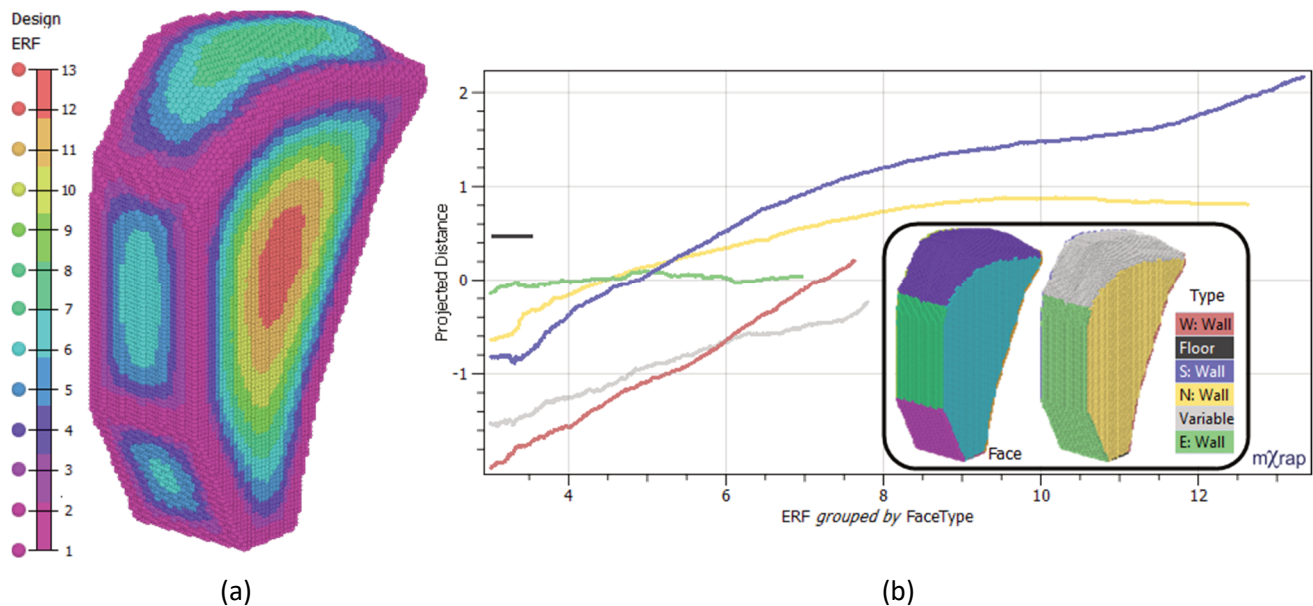 Design
ERF
13
12
11
10
9
8
7
6
5
4
3
2
1
(a)
Projected Distance
2
1
0
-1
4
6
8
10
12
ERF grouped by FaceType
Face
Type
W: Wall
Floor
S: Wall
N: Wall
Variable
E: Wall
mχrap
(b)